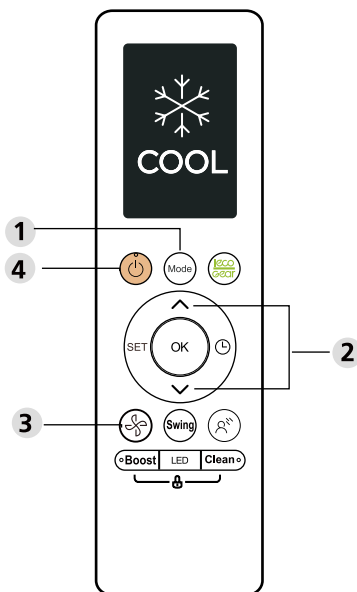 COOL
1
4
Mode
eco
Gear
SET
OK
2
3
Swing
Boost
LED
Clean